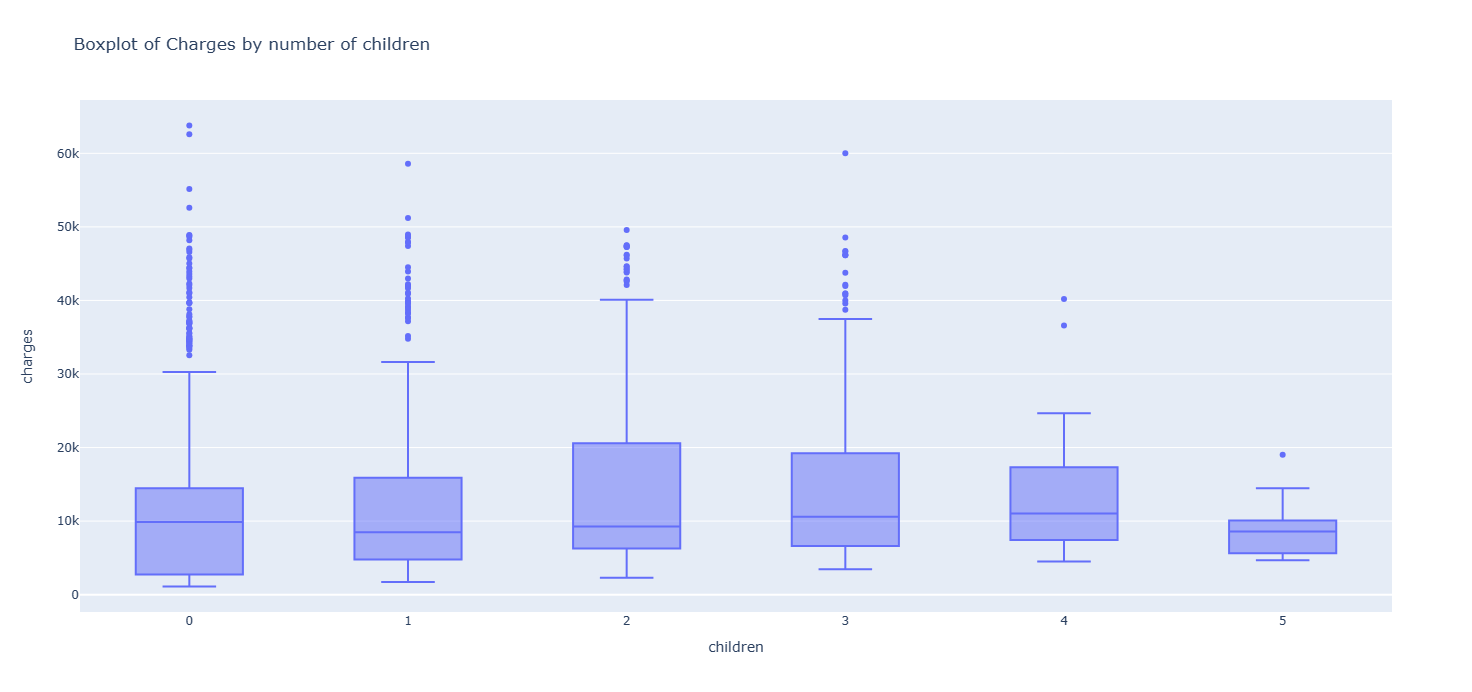 Boxplot of Charges by number of children
60k
50k
40k
30k
20k
10k
0
charges
0 1 2 3 4 5
children